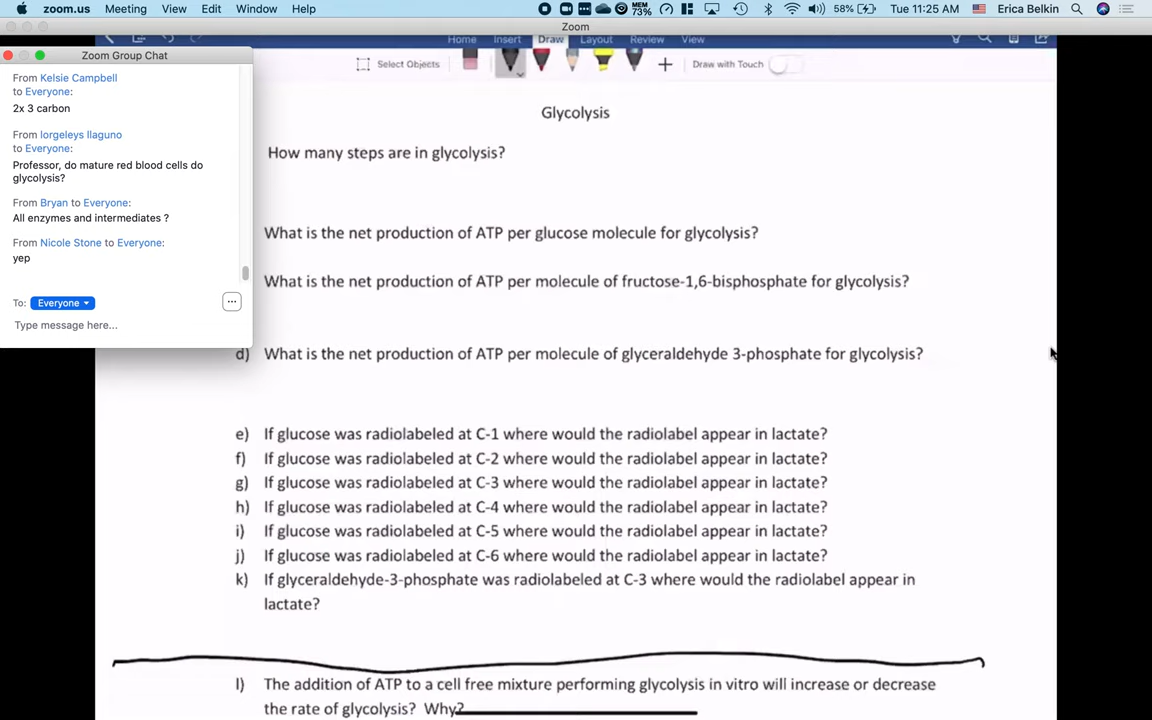 zoom.us Meeting View Edit Window Help MEM 73% 58% Tue 11:25 AM Erica Belkin
Zoom
Zoom Group Chat
From Kelsie Campbell
to Everyone:
2x 3 carbon
From Iorgeleys Ilaguno
to Everyone:
Professor, do mature red blood cells do
glycolysis?
From Bryan to Everyone:
All enzymes and intermediates ?
From Nicole Stone to Everyone:
yep
To: Everyone
Type message here...
Home Insert Draw Layout Review View
Select Objects Draw with Touch
Glycolysis
How many steps are in glycolysis?
What is the net production of ATP per glucose molecule for glycolysis?
What is the net production of ATP per molecule of fructose-1,6-bisphosphate for glycolysis?
d) What is the net production of ATP per molecule of glyceraldehyde 3-phosphate for glycolysis?
e) If glucose was radiolabeled at C-1 where would the radiolabel appear in lactate?
f) If glucose was radiolabeled at C-2 where would the radiolabel appear in lactate?
g) If glucose was radiolabeled at C-3 where would the radiolabel appear in lactate?
h) If glucose was radiolabeled at C-4 where would the radiolabel appear in lactate?
i) If glucose was radiolabeled at C-5 where would the radiolabel appear in lactate?
j) If glucose was radiolabeled at C-6 where would the radiolabel appear in lactate?
k) If glyceraldehyde-3-phosphate was radiolabeled at C-3 where would the radiolabel appear in
lactate?
l) The addition of ATP to a cell free mixture performing glycolysis in vitro will increase or decrease
the rate of glycolysis? Why?